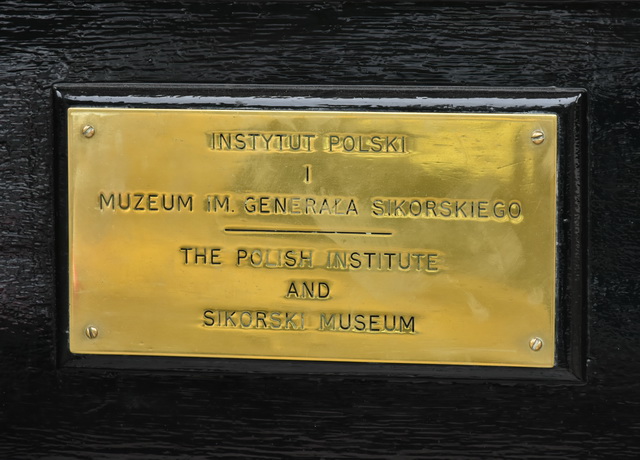 INSTYTUT POLSKI
I
MUZEUM IM. GENERAŁA SIKORSKIEGO
THE POLISH INSTITUTE
AND
SIKORSKI MUSEUM